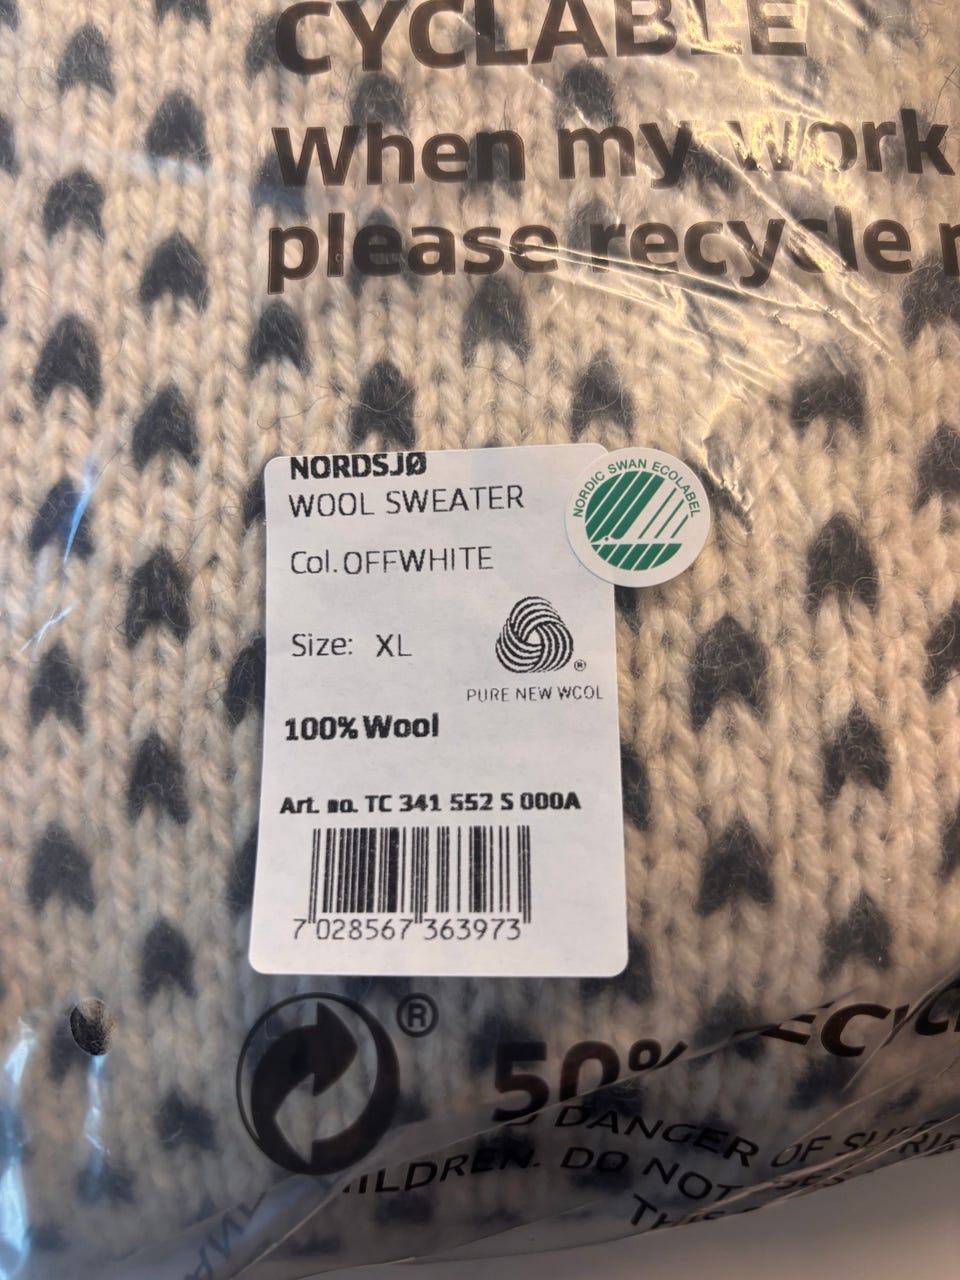 CYCLABLE
When my work
please recycle
NORDSJØ
WOOL SWEATER
NORDIC SWAN ECOLABEL
Col.OFFWHITE
Size: XL
®
PURE NEW WOOL
100% Wool
Art. no. TC 341 552 S 000A
7 028567 363973
®
50%
DANGER OF
ILDREN. DO NOT